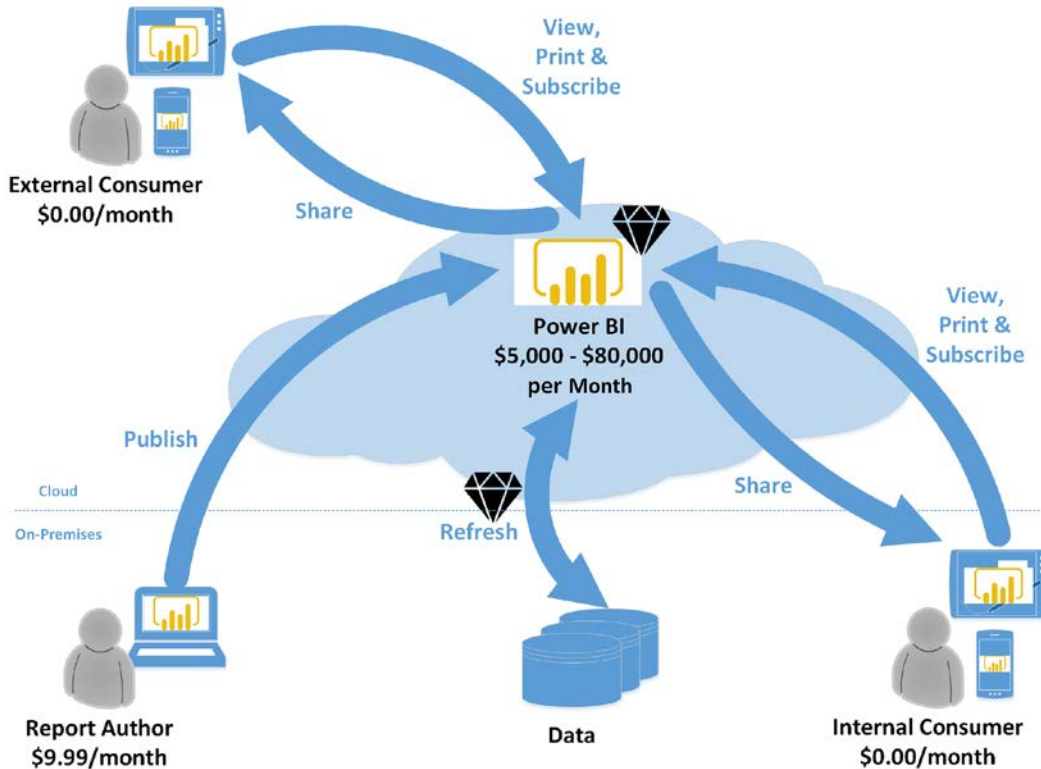 View,
Print &
Subscribe
External Consumer
$0.00/month
Share
Power BI
$5,000 - $80,000
per Month
View,
Print &
Subscribe
Publish
Cloud
Share
On-Premises
Refresh
Report Author
$9.99/month
Data
Internal Consumer
$0.00/month